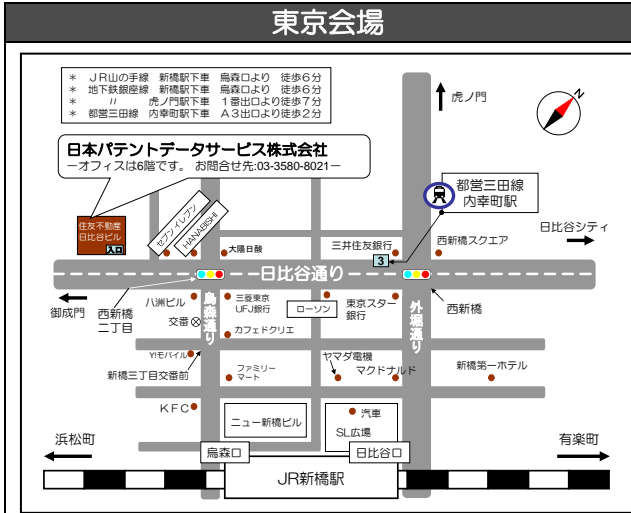 東京会場
* JR山の手線 新橋駅下車 烏森口より 徒歩6分
* 地下鉄銀座線 新橋駅下車 烏森口より 徒歩6分
* 〃 虎ノ門駅下車 1番出口より徒歩7分
* 都営三田線 内幸町駅下車 A3出口より徒歩2分
虎ノ門
N
日本パテントデータサービス株式会社
−オフィスは6階です。 お問合せ先:03-3580-8021−
都営三田線
内幸町駅
住友不動産
日比谷ビル
入口
セブンイレブン
HANABISHI
大陽日酸
三井住友銀行
3
西新橋スクエア
日比谷シティ
日比谷通り
御成門
西新橋
二丁目
八洲ビル
交番
烏森通り
三菱東京
UFJ銀行
カフェドクリエ
ローソン
東京スター
銀行
外堀通り
西新橋
Y!モバイル
新橋三丁目交番前
ファミリー
マート
ヤマダ電機
マクドナルド
新橋第一ホテル
KFC
ニュー新橋ビル
汽車
SL広場
浜松町
烏森口
日比谷口
有楽町
JR新橋駅